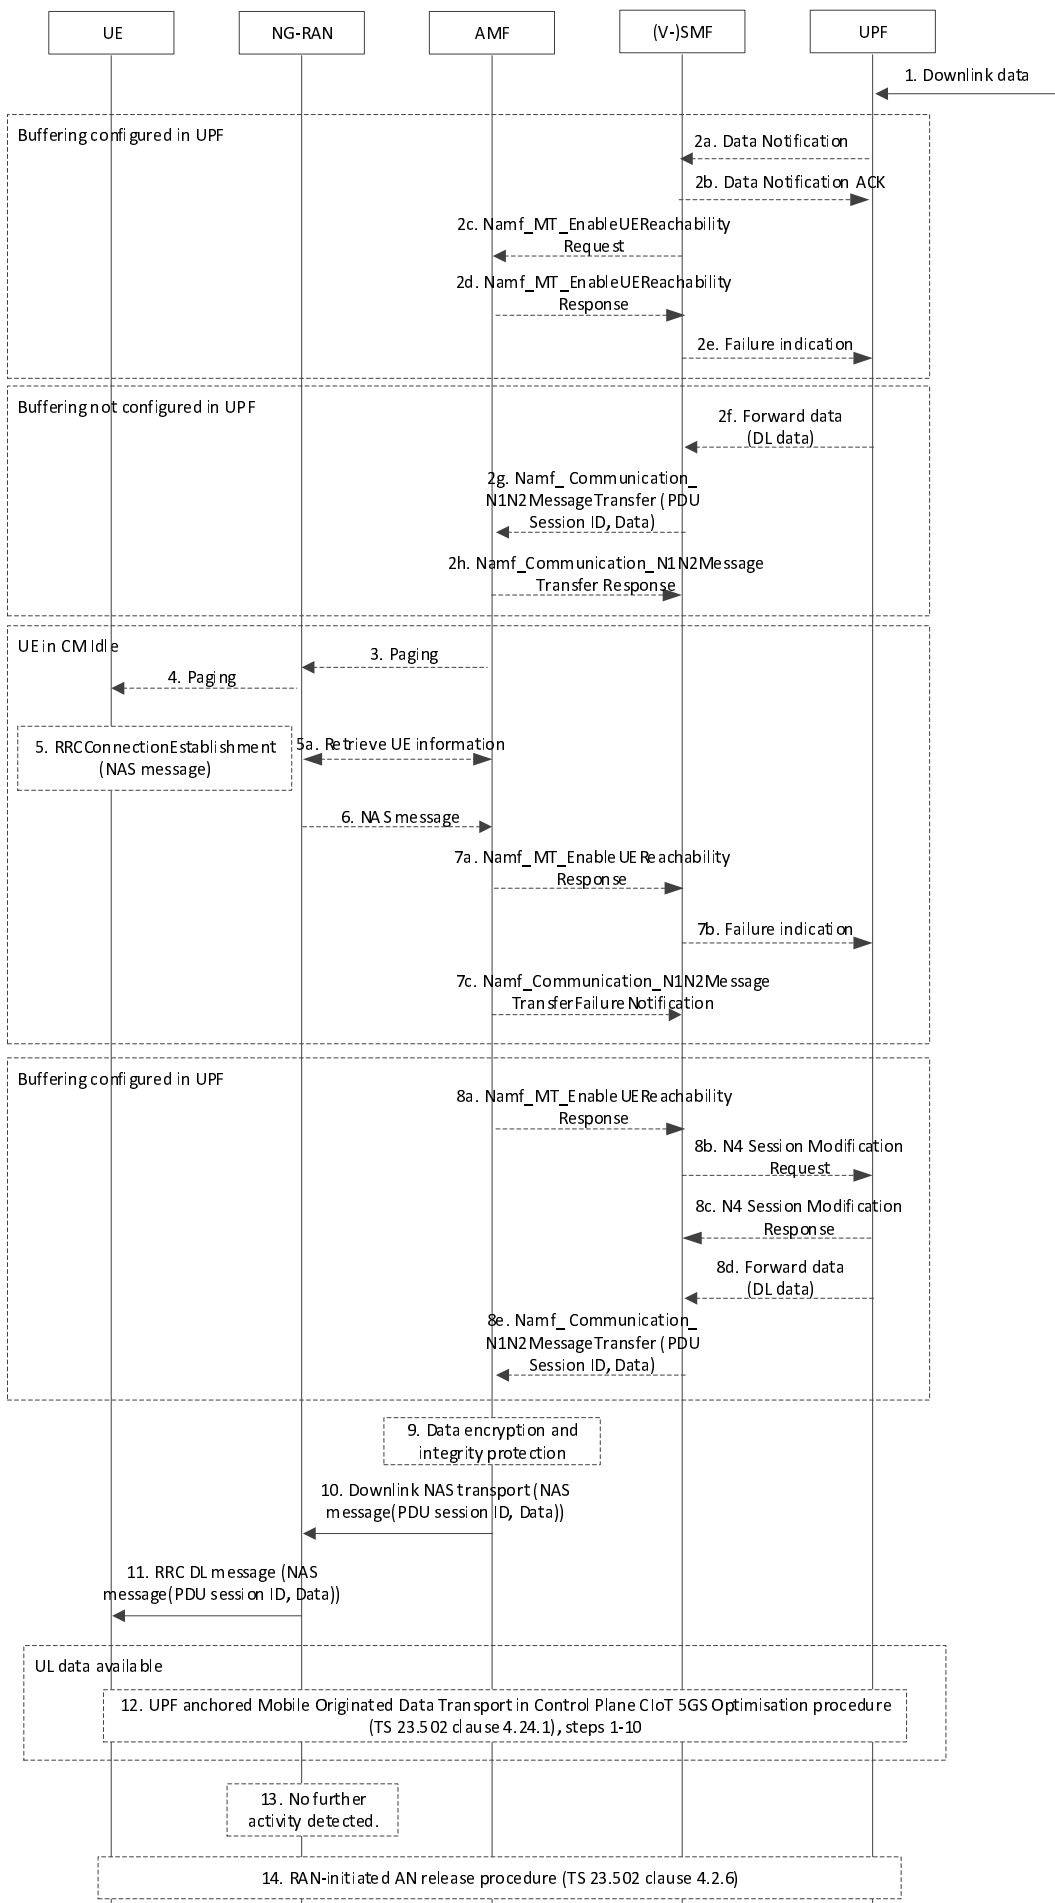 UE
NG-RAN
AMF
(V-)SMF
UPF
1. Downlink data
Buffering configured in UPF
2a. Data Notification
2b. Data Notification ACK
2c. Namf_MT_EnableUEReachability
Request
2d. Namf_MT_EnableUEReachability
Response
2e. Failure indication
Buffering not configured in UPF
2f. Forward data
(DL data)
2g. Namf_ Communication_
N1N2MessageTransfer (PDU
Session ID, Data)
2h. Namf_Communication_N1N2Message
Transfer Response
UE in CM Idle
3. Paging
4. Paging
5. RRCConnectionEstablishment
(NAS message)
5a. Retrieve UE information
6. NAS message
7a. Namf_MT_EnableUEReachability
Response
7b. Failure indication
7c. Namf_Communication_N1N2Message
TransferFailureNotification
Buffering configured in UPF
8a. Namf_MT_EnableUEReachability
Response
8b. N4 Session Modification
Request
8c. N4 Session Modification
Response
8d. Forward data
(DL data)
8e. Namf_ Communication_
N1N2MessageTransfer (PDU
Session ID, Data)
9. Data encryption and
integrity protection
10. Downlink NAS transport (NAS
message(PDU session ID, Data))
11. RRC DL message (NAS
message(PDU session ID, Data))
UL data available
12. UPF anchored Mobile Originated Data Transport in Control Plane CIoT 5GS Optimisation procedure
(TS 23.502 clause 4.24.1), steps 1-10
13. No further
activity detected.
14. RAN-initiated AN release procedure (TS 23.502 clause 4.2.6)